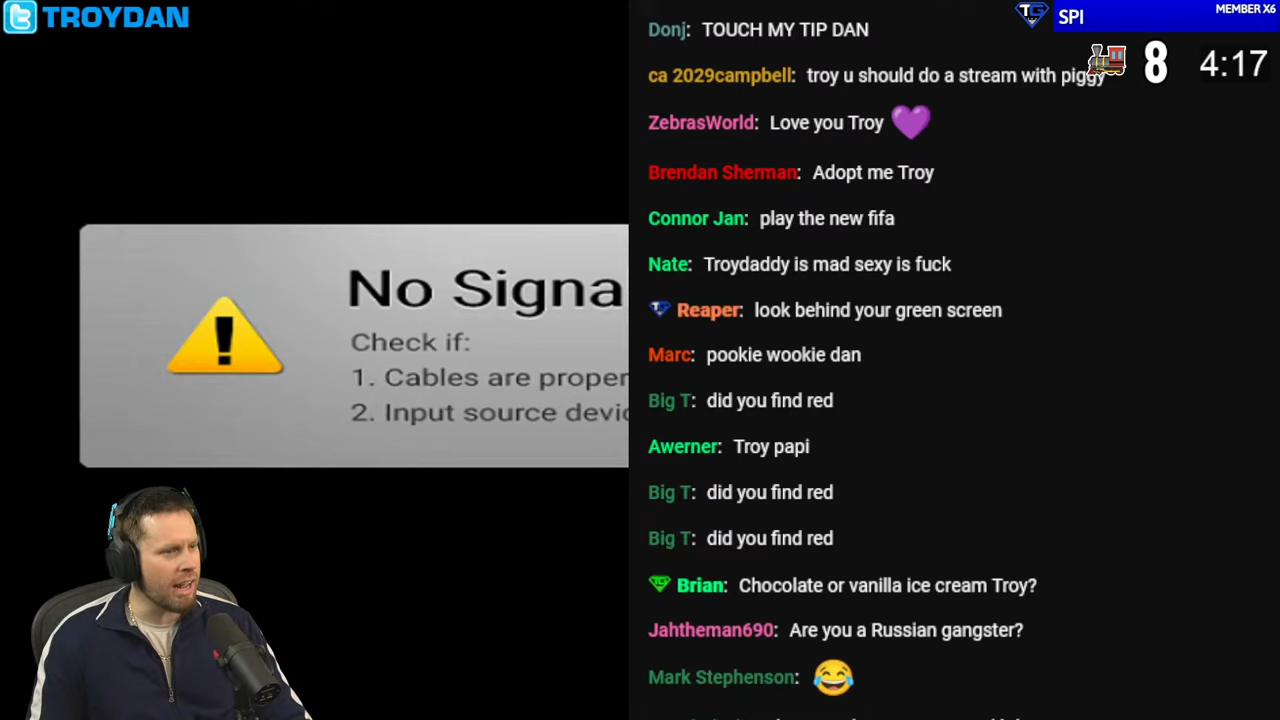 TROYDAN
No Signa
Check if:
1. Cables are proper
2. Input source devic
TG SPI
MEMBER X6
8 4:17
Donj: TOUCH MY TIP DAN
ca 2029campbell: troy u should do a stream with piggy
ZebrasWorld: Love you Troy 💜
Brendan Sherman: Adopt me Troy
Connor Jan: play the new fifa
Nate: Troydaddy is mad sexy is fuck
Reaper: look behind your green screen
Marc: pookie wookie dan
Big T: did you find red
Awerner: Troy papi
Big T: did you find red
Big T: did you find red
Brian: Chocolate or vanilla ice cream Troy?
Jahtheman690: Are you a Russian gangster?
Mark Stephenson: 😂